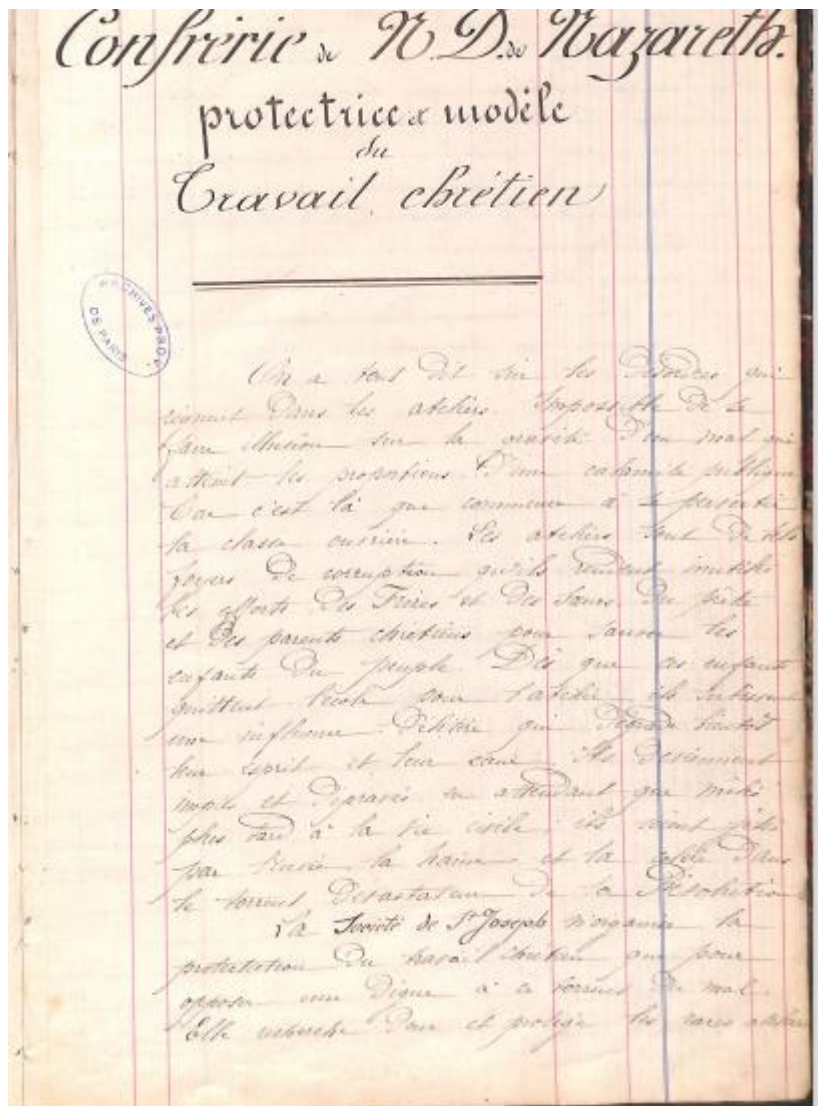 Confrérie de N. D. de Nazareth.
protectrice & modèle
du
Travail chrétien
ARCHIVES PROV.
DE PARIS
On a tout dit sur les désordres qui
règnent dans les ateliers. Impossible de se
faire illusion sur la gravité d'un mal qui
atteint les proportions d'une calamité publique
Car c'est là que commence à se pervertir
la classe ouvrière. Les ateliers sont de tels
foyers de corruption qu'ils rendent inutiles
les efforts des Frères et des Sœurs du prêtre
et des parents chrétiens pour sauver les
enfants du peuple. Dès que ces enfants
quittent l'école pour l'atelier ils subissent
une influence délétère qui dégrade bientôt
leur esprit et leur cœur. Ils deviennent
impies et dépravés en attendant que mêlés
plus tard à la vie civile ils soient jetés
par l'envie la haine et la dans
le torrent dévastateur de la Révolution
La Société de St Joseph n'organise la
protection du travail chrétien que pour
opposer une digue à ce torrent du mal.
Elle recherche donc et protège les rares ateliers